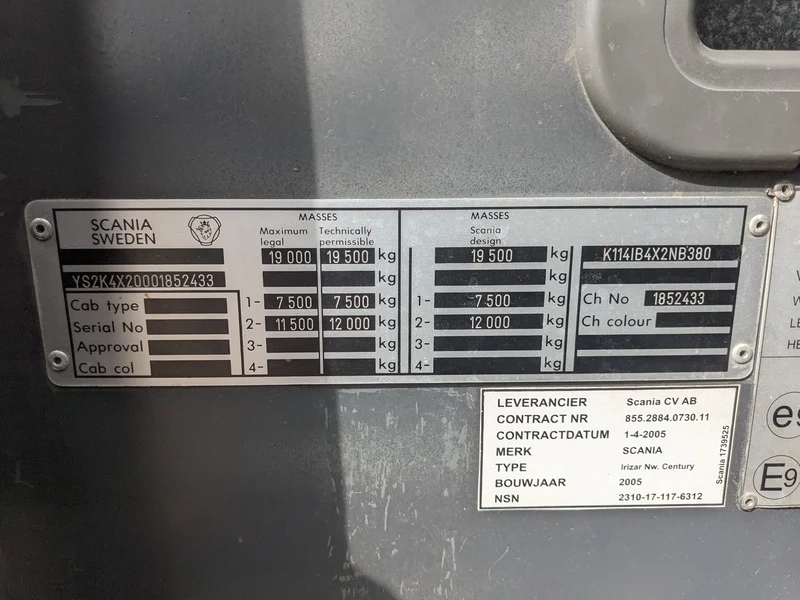 SCANIA
SWEDEN
MASSES
Maximum legal
Technically permissible
MASSES
Scania design
19 000
19 500 kg
19 500 kg
K114IB4X2NB380
kg
kg
YS2K4X20001852433
Cab type
1- 7 500
7 500 kg
1- 7 500 kg
Ch No 1852433
Serial No
2- 11 500
12 000 kg
2- 12 000 kg
Ch colour
Approval
3- kg
3- kg
Cab col
4- kg
4- kg
LEVERANCIER Scania CV AB
CONTRACT NR 855.2884.0730.11
CONTRACTDATUM 1-4-2005
MERK SCANIA
TYPE Irizar Nw. Century
BOUWJAAR 2005
NSN 2310-17-117-6312
Scania 1739525
e9
E9